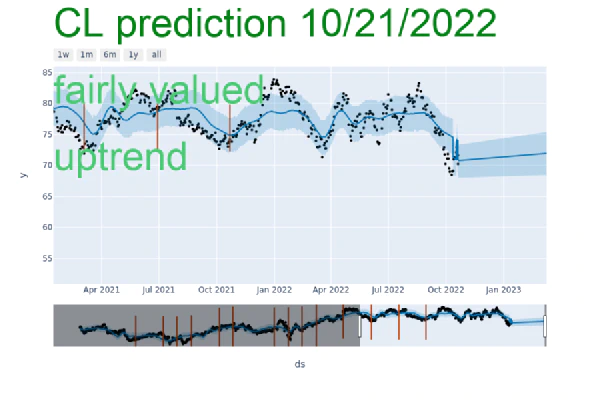 CL prediction 10/21/2022
1w 1m 6m 1y all
85
fairly valued
80
75
uptrend
70
y
65
60
55
Apr 2021 Jul 2021 Oct 2021 Jan 2022 Apr 2022 Jul 2022 Oct 2022 Jan 2023
ds